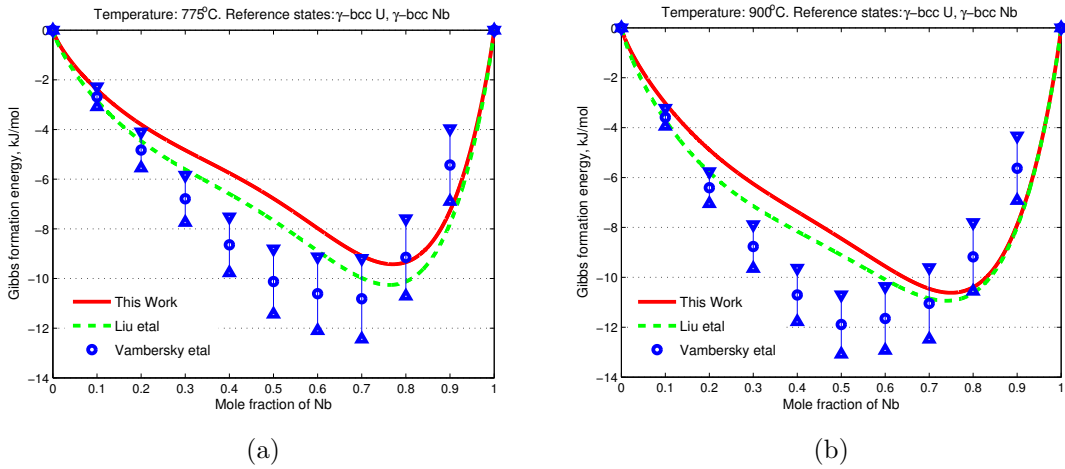 Temperature: 775°C. Reference states:γ−bcc U, γ−bcc Nb
0
−2
−4
−6
−8
−10
−12
−14
Gibbs formation energy, kJ/mol
This Work
Liu etal
Vambersky etal
0 0.1 0.2 0.3 0.4 0.5 0.6 0.7 0.8 0.9 1
Mole fraction of Nb
(a)
Temperature: 900°C. Reference states:γ−bcc U, γ−bcc Nb
0
−2
−4
−6
−8
−10
−12
−14
Gibbs formation energy, kJ/mol
This Work
Liu etal
Vambersky etal
0 0.1 0.2 0.3 0.4 0.5 0.6 0.7 0.8 0.9 1
Mole fraction of Nb
(b)